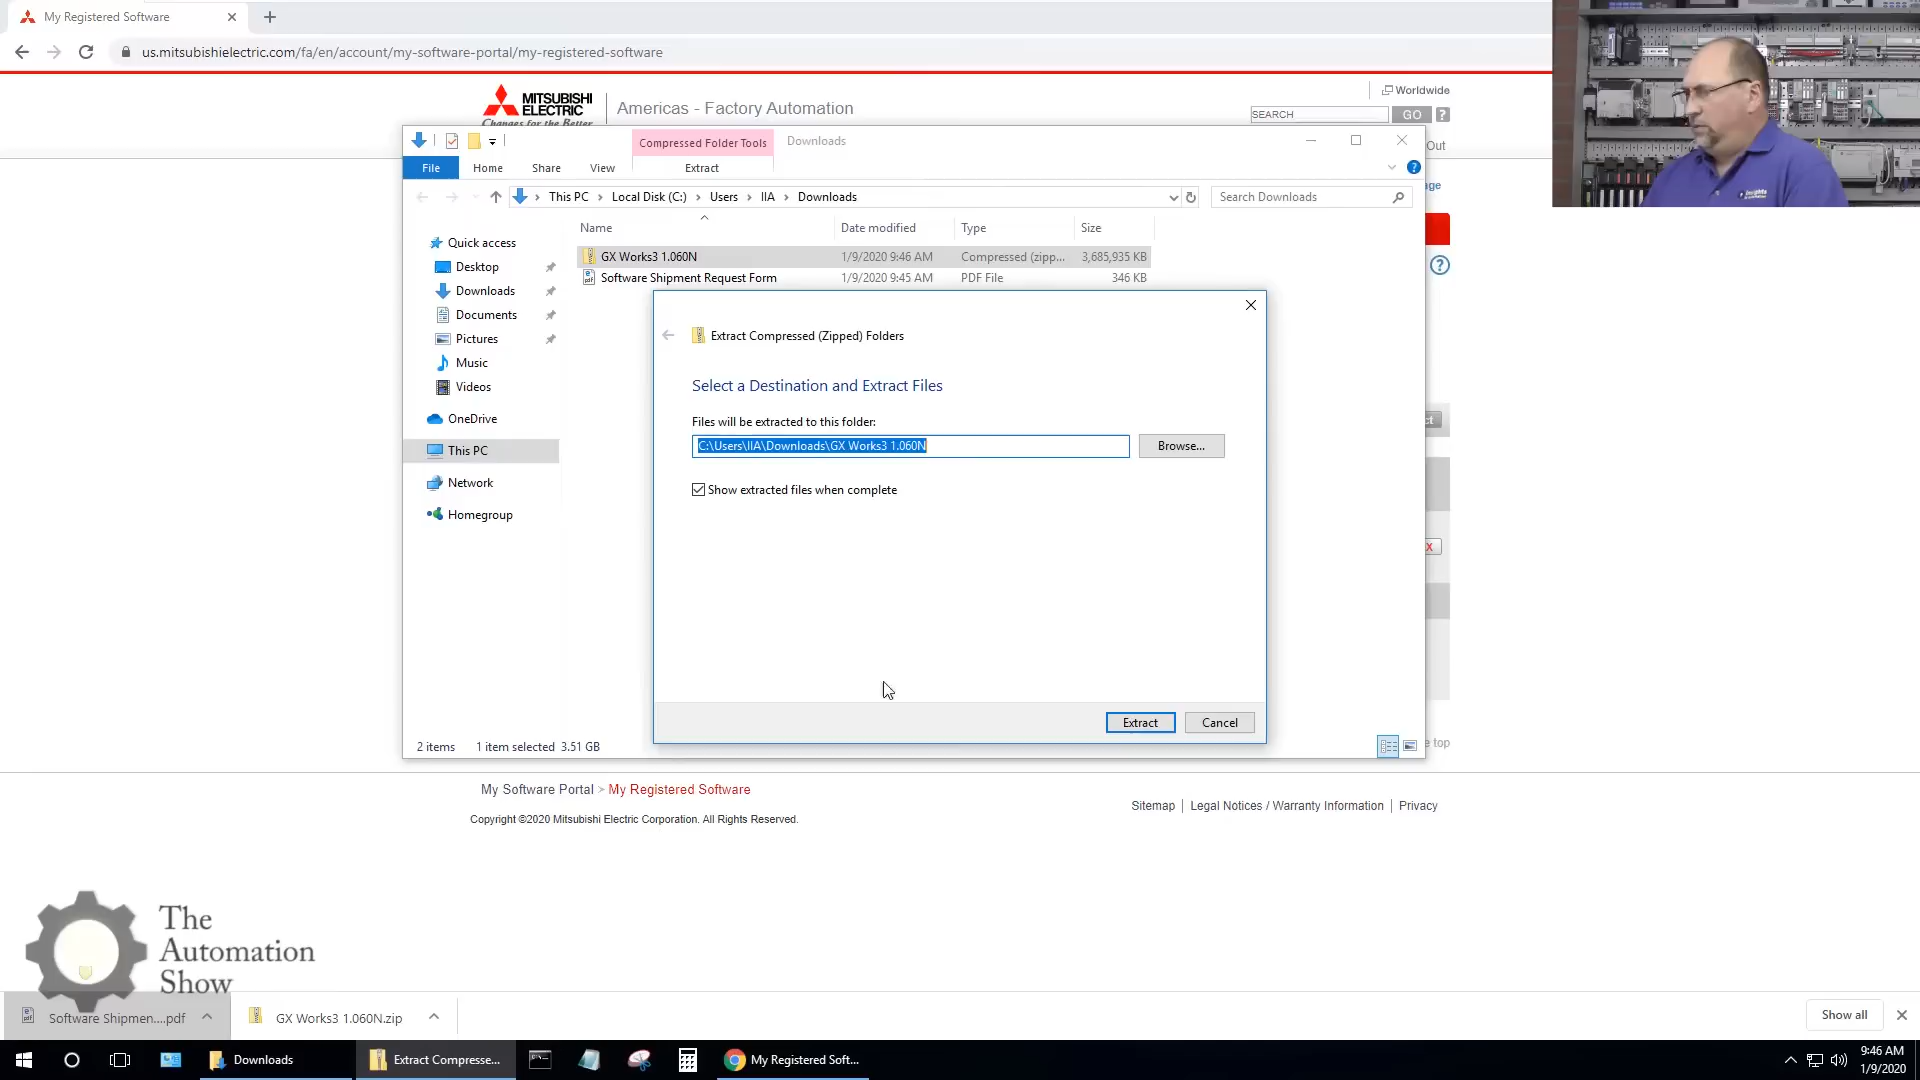 My Registered Software
us.mitsubishielectric.com/fa/en/account/my-software-portal/my-registered-software
MITSUBISHI
ELECTRIC
Changes for the Better
Americas - Factory Automation
Worldwide
SEARCH
GO
?
Out
Compressed Folder Tools
Downloads
File
Home
Share
View
Extract
?
This PC
Local Disk (C:)
Users
IIA
Downloads
Search Downloads
ge
Name
Date modified
Type
Size
GX Works3 1.060N
1/9/2020 9:46 AM
Compressed (zipp...
3,685,935 KB
Software Shipment Request Form
1/9/2020 9:45 AM
PDF File
346 KB
Quick access
Desktop
Downloads
Documents
Pictures
Music
Videos
OneDrive
This PC
Network
Homegroup
?
Extract Compressed (Zipped) Folders
Select a Destination and Extract Files
Files will be extracted to this folder:
C:\Users\IIA\Downloads\GX Works3 1.060N
Browse...
Show extracted files when complete
ct
X
Extract
Cancel
2 items
1 item selected 3.51 GB
e top
My Software Portal > My Registered Software
Sitemap | Legal Notices / Warranty Information | Privacy
Copyright ©2020 Mitsubishi Electric Corporation. All Rights Reserved.
The
Automation
Show
Software Shipmen....pdf
GX Works3 1.060N.zip
Show all
Downloads
Extract Compresse...
My Registered Soft...
9:46 AM
1/9/2020